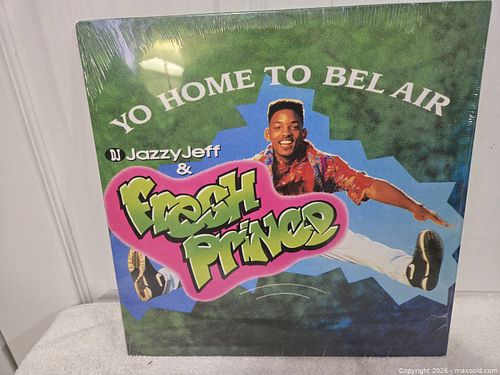 YO HOME TO BEL AIR
DJ JazzyJeff
&
FRESH
PRINCE
Copyright 2026 - maxsold.com